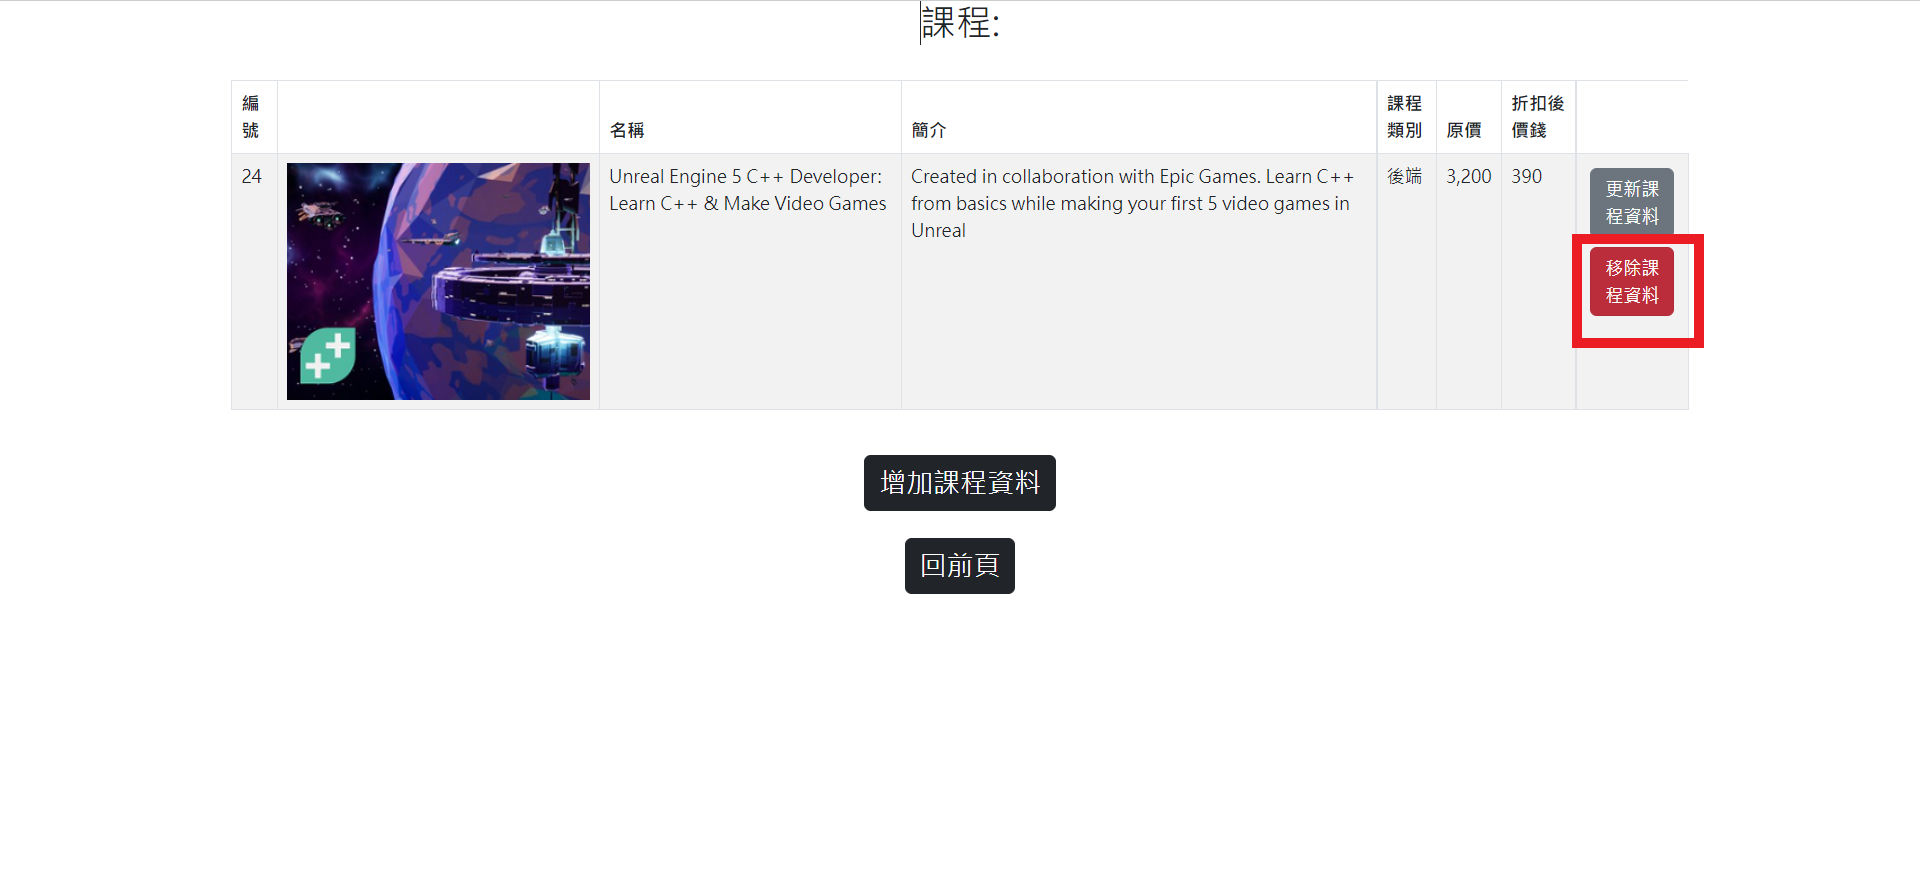 課程:
編
號
名稱
簡介
課程
類別
原價
折扣後
價錢
24
Unreal Engine 5 C++ Developer:
Learn C++ & Make Video Games
Created in collaboration with Epic Games. Learn C++
from basics while making your first 5 video games in
Unreal
後端
3,200
390
更新課
程資料
移除課
程資料
增加課程資料
回前頁